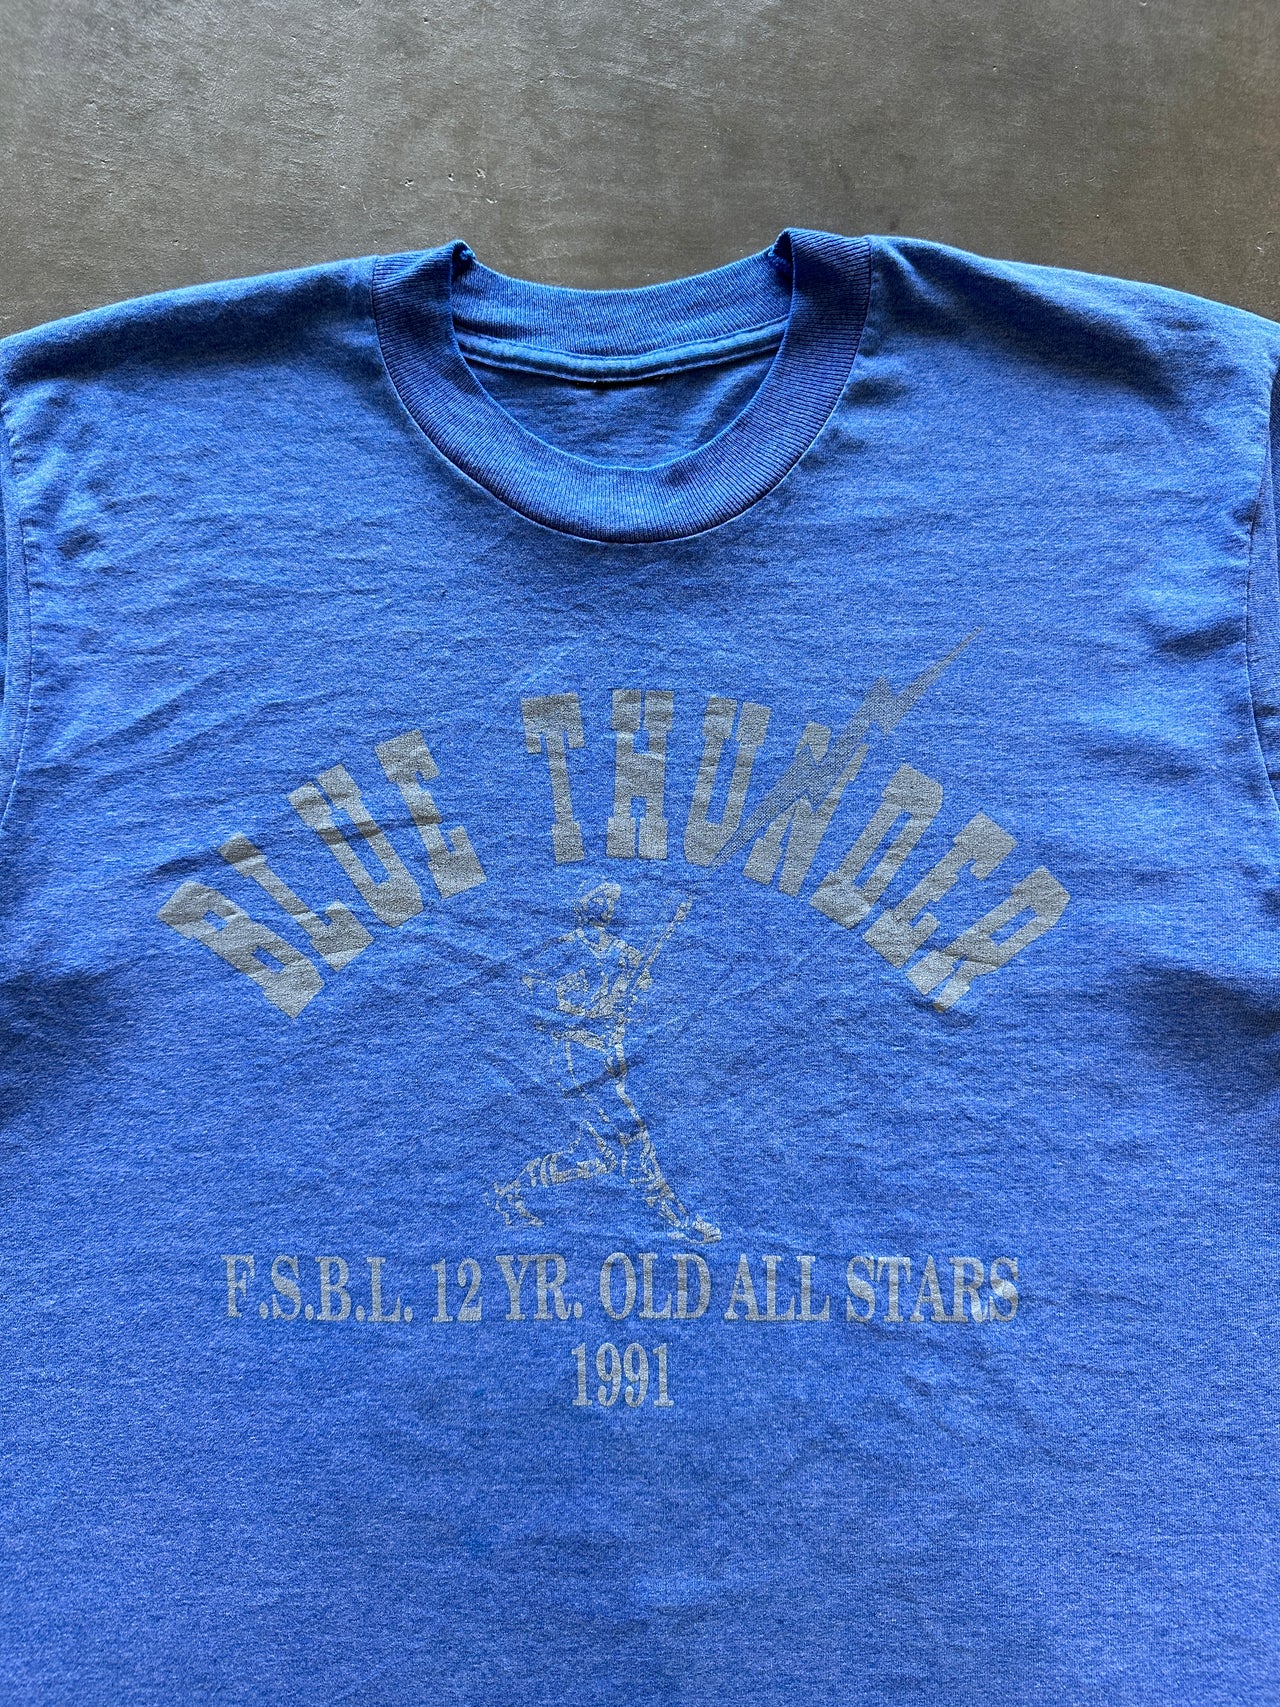 BLUE THUNDER
F.S.B.L. 12 YR. OLD ALL STARS
1991